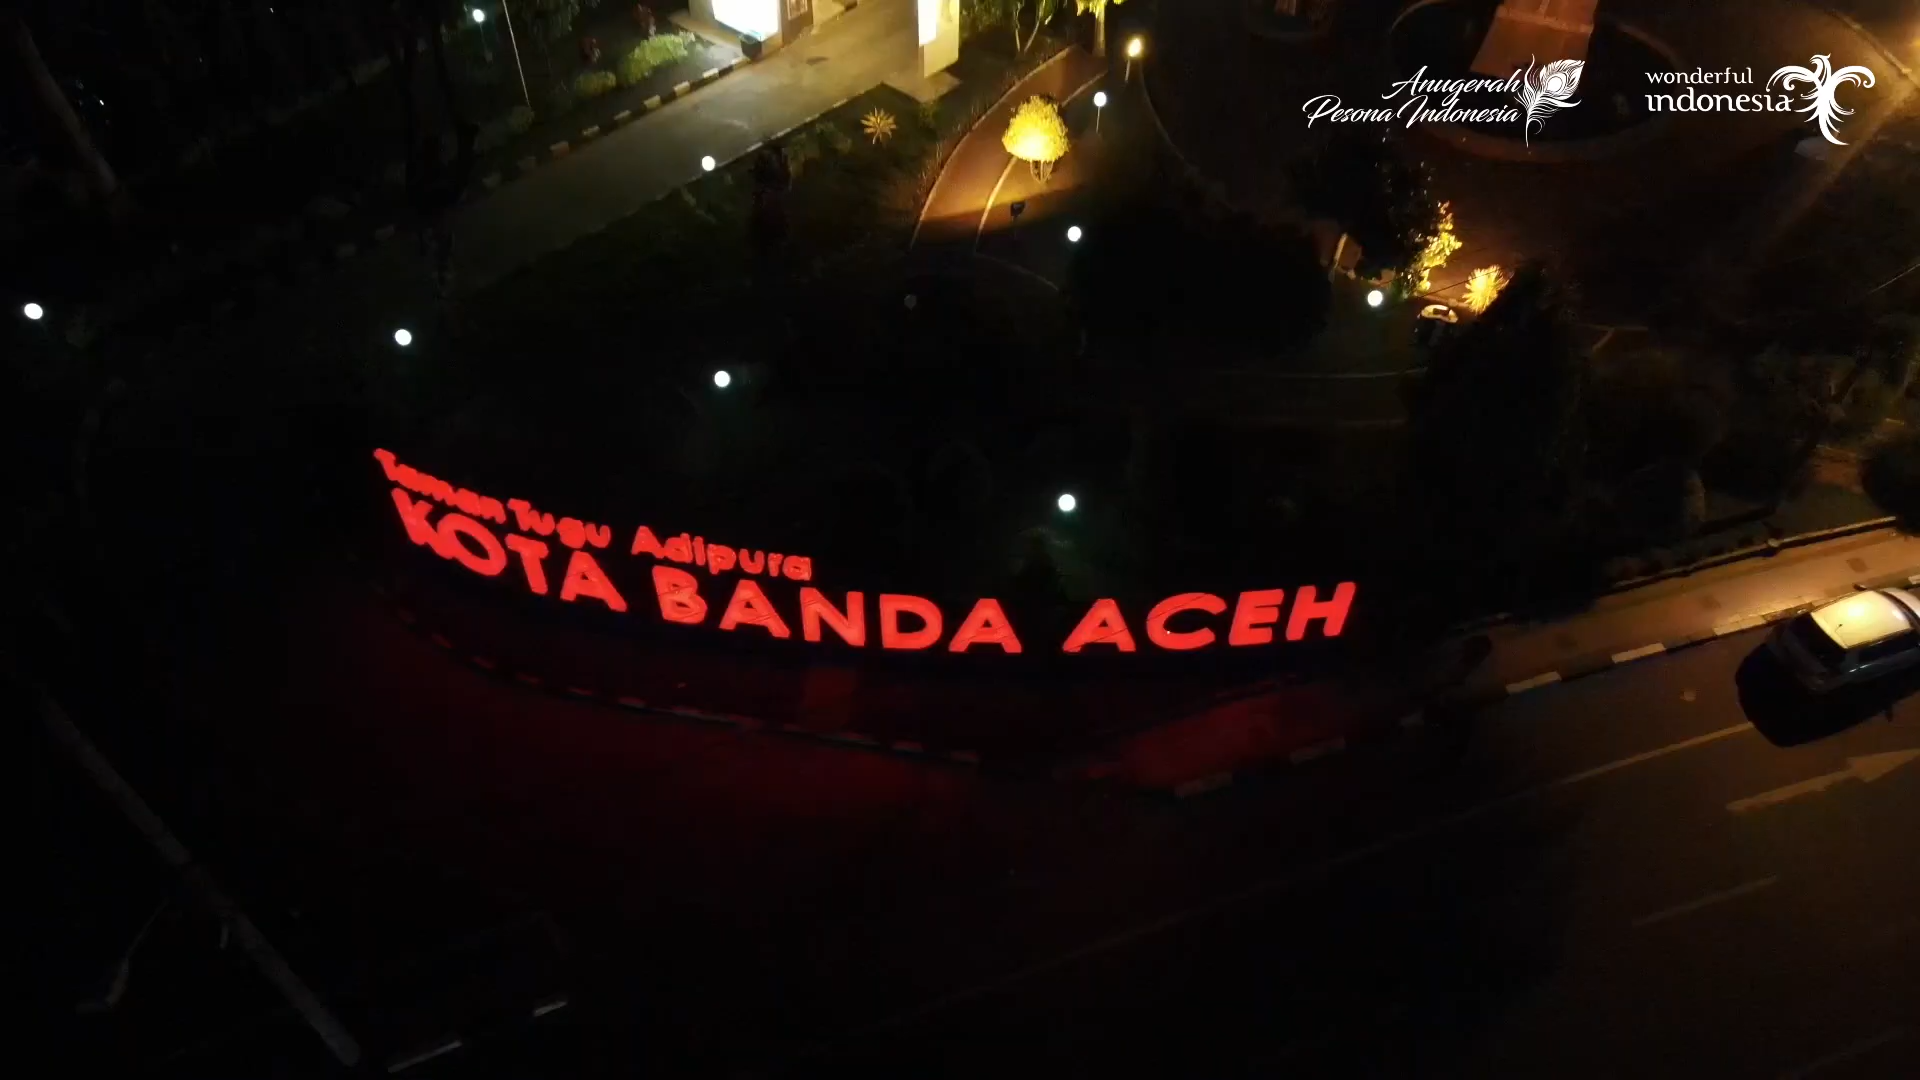 Anugerah
Pesona Indonesia
wonderful
indonesia
Taman Tugu Adipura
KOTA BANDA ACEH